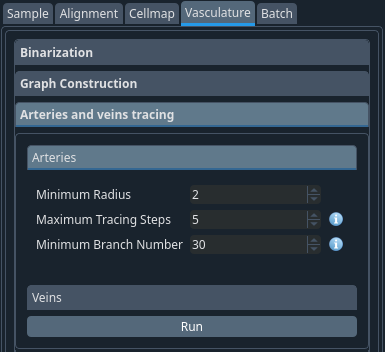 Sample Alignment Cellmap Vasculature Batch
Binarization
Graph Construction
Arteries and veins tracing
Arteries
Minimum Radius 2
Maximum Tracing Steps 5
Minimum Branch Number 30
Veins
Run